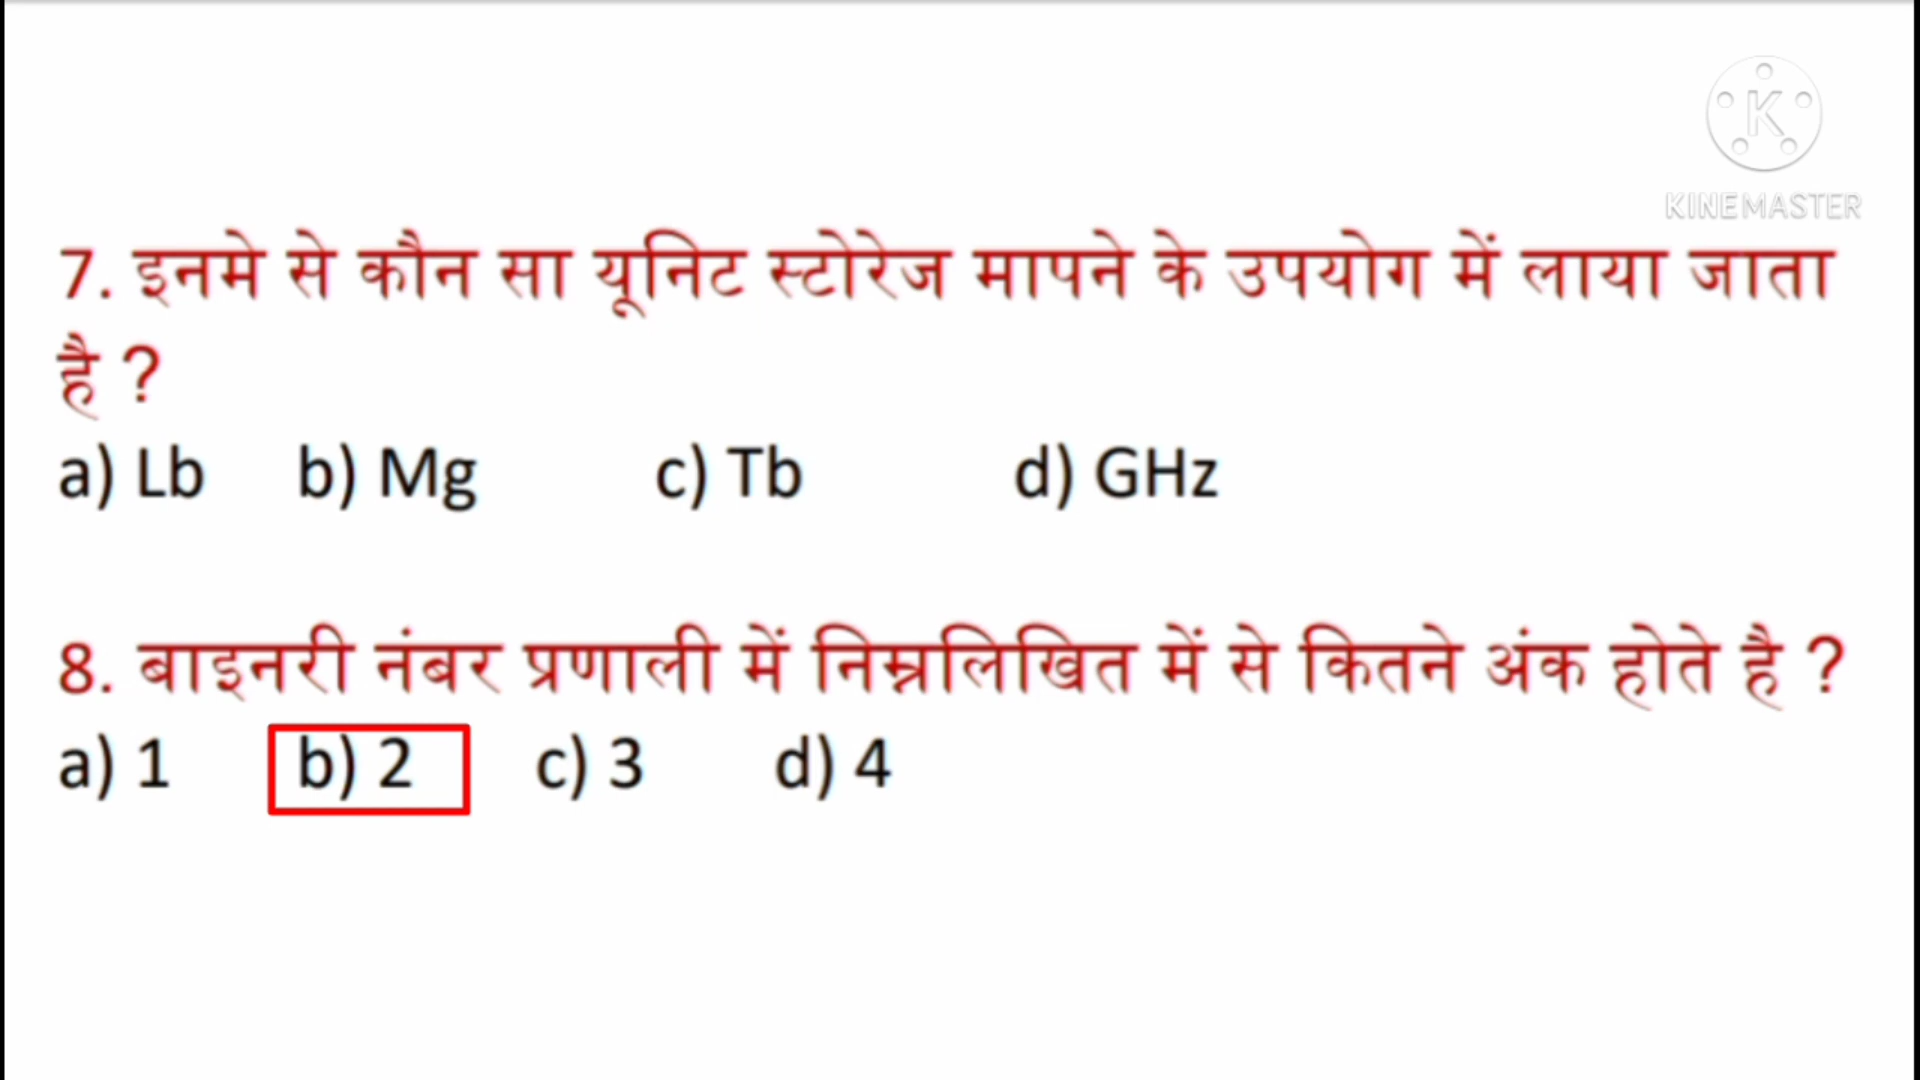 K
KINEMASTER
7. इनमे से कौन सा यूनिट स्टोरेज मापने के उपयोग में लाया जाता
है ?
a) Lb b) Mg c) Tb d) GHz
8. बाइनरी नंबर प्रणाली में निम्नलिखित में से कितने अंक होते है ?
a) 1 b) 2 c) 3 d) 4